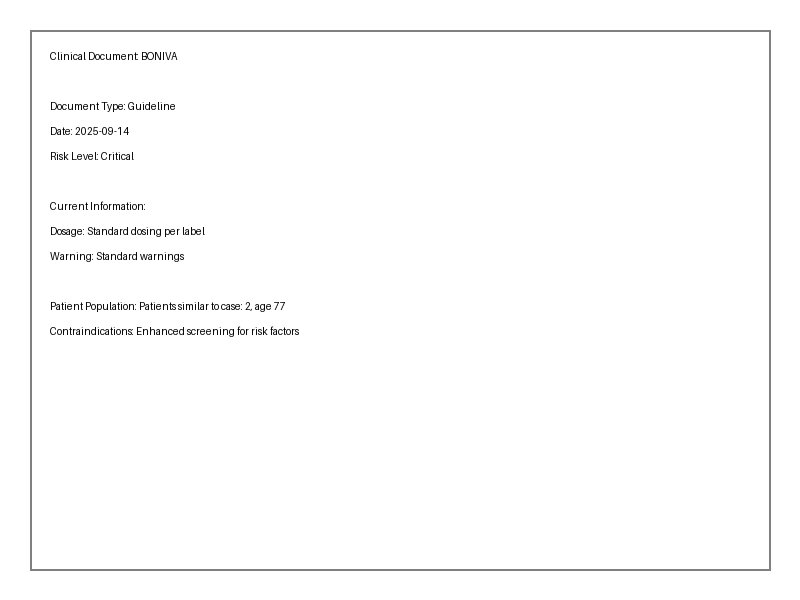 Clinical Document: BONIVA
Document Type: Guideline
Date: 2025-09-14
Risk Level: Critical
Current Information:
Dosage: Standard dosing per label
Warning: Standard warnings
Patient Population: Patients similar to case: 2, age 77
Contraindications: Enhanced screening for risk factors